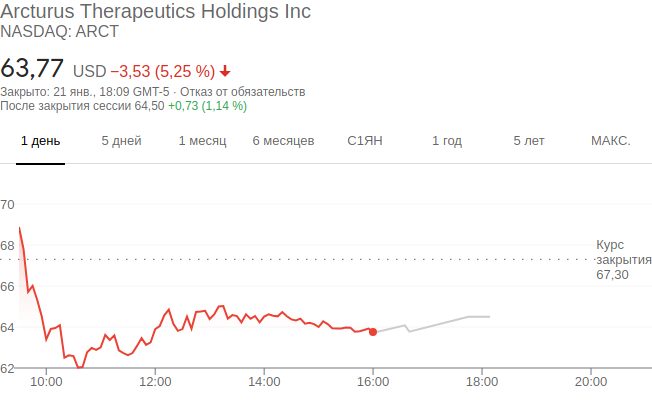 Arcturus Therapeutics Holdings Inc
NASDAQ: ARCT
63,77 USD −3,53 (5,25 %)
Закрыто: 21 янв., 18:09 GMT-5 · Отказ от обязательств
После закрытия сессии 64,50 +0,73 (1,14 %)
1 день 5 дней 1 месяц 6 месяцев С1ЯН 1 год 5 лет МАКС.
70
68
66
64
62
Курс
закрытия
67,30
10:00 12:00 14:00 16:00 18:00 20:00